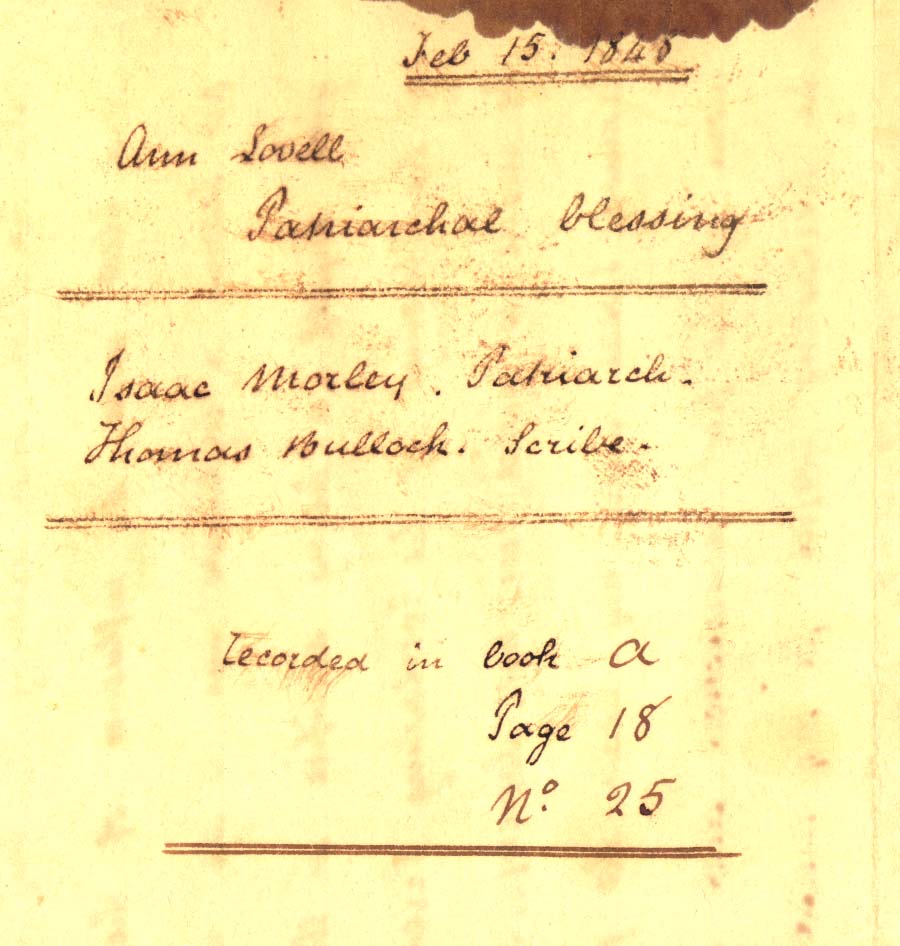 Feb 15. 1848
Ann Lovell
Patriarchal blessing
Isaac Morley. Patriarch.
Thomas Bullock. Scribe.
recorded in book A
Page 18
No. 25